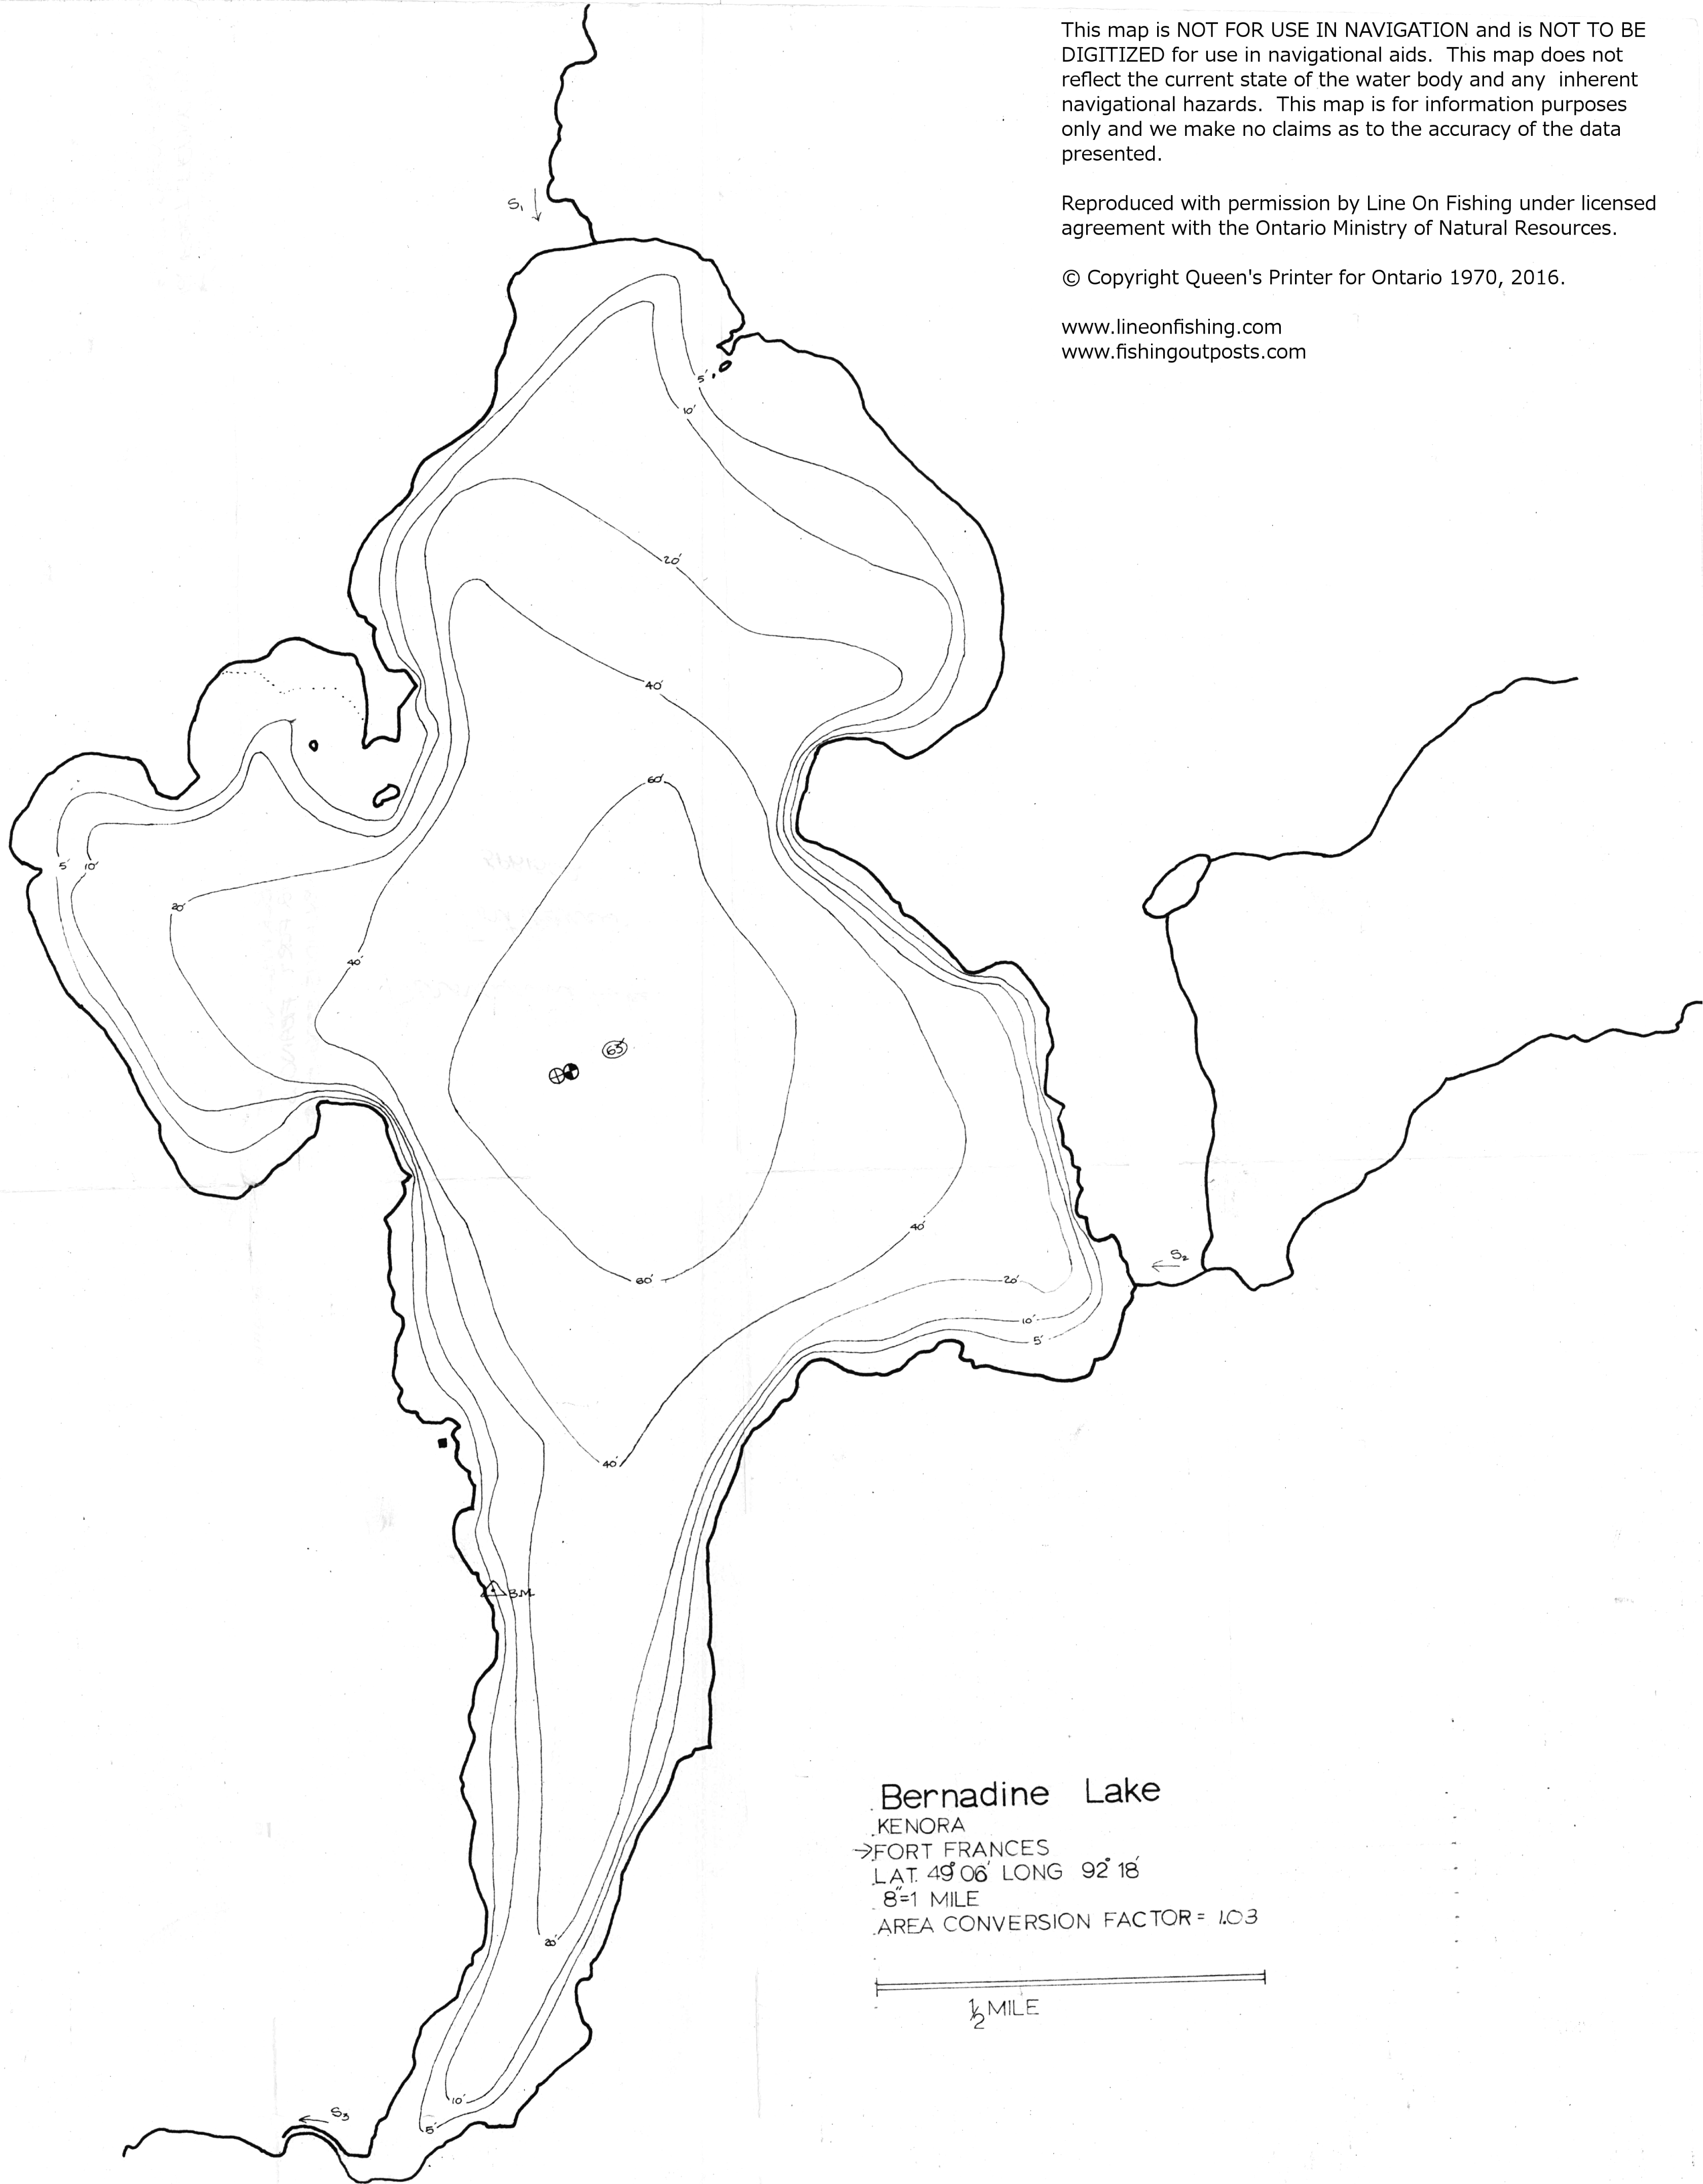 This map is NOT FOR USE IN NAVIGATION and is NOT TO BE
DIGITIZED for use in navigational aids.  This map does not
reflect the current state of the water body and any  inherent
navigational hazards.  This map is for information purposes
only and we make no claims as to the accuracy of the data
presented.
Reproduced with permission by Line On Fishing under licensed
agreement with the Ontario Ministry of Natural Resources.
© Copyright Queen's Printer for Ontario 1970, 2016.
www.lineonfishing.com
www.fishingoutposts.com
S1
5'
10'
20'
40'
60'
5'
10'
20'
40'
63'
40'
S2
60'
20'
10'
5'
40'
B.M.
Bernadine Lake
KENORA
→FORT FRANCES
LAT. 49° 06' LONG 92° 18'
8"=1 MILE
AREA CONVERSION FACTOR = 1.03
20'
1/2 MILE
10'
S3
5'